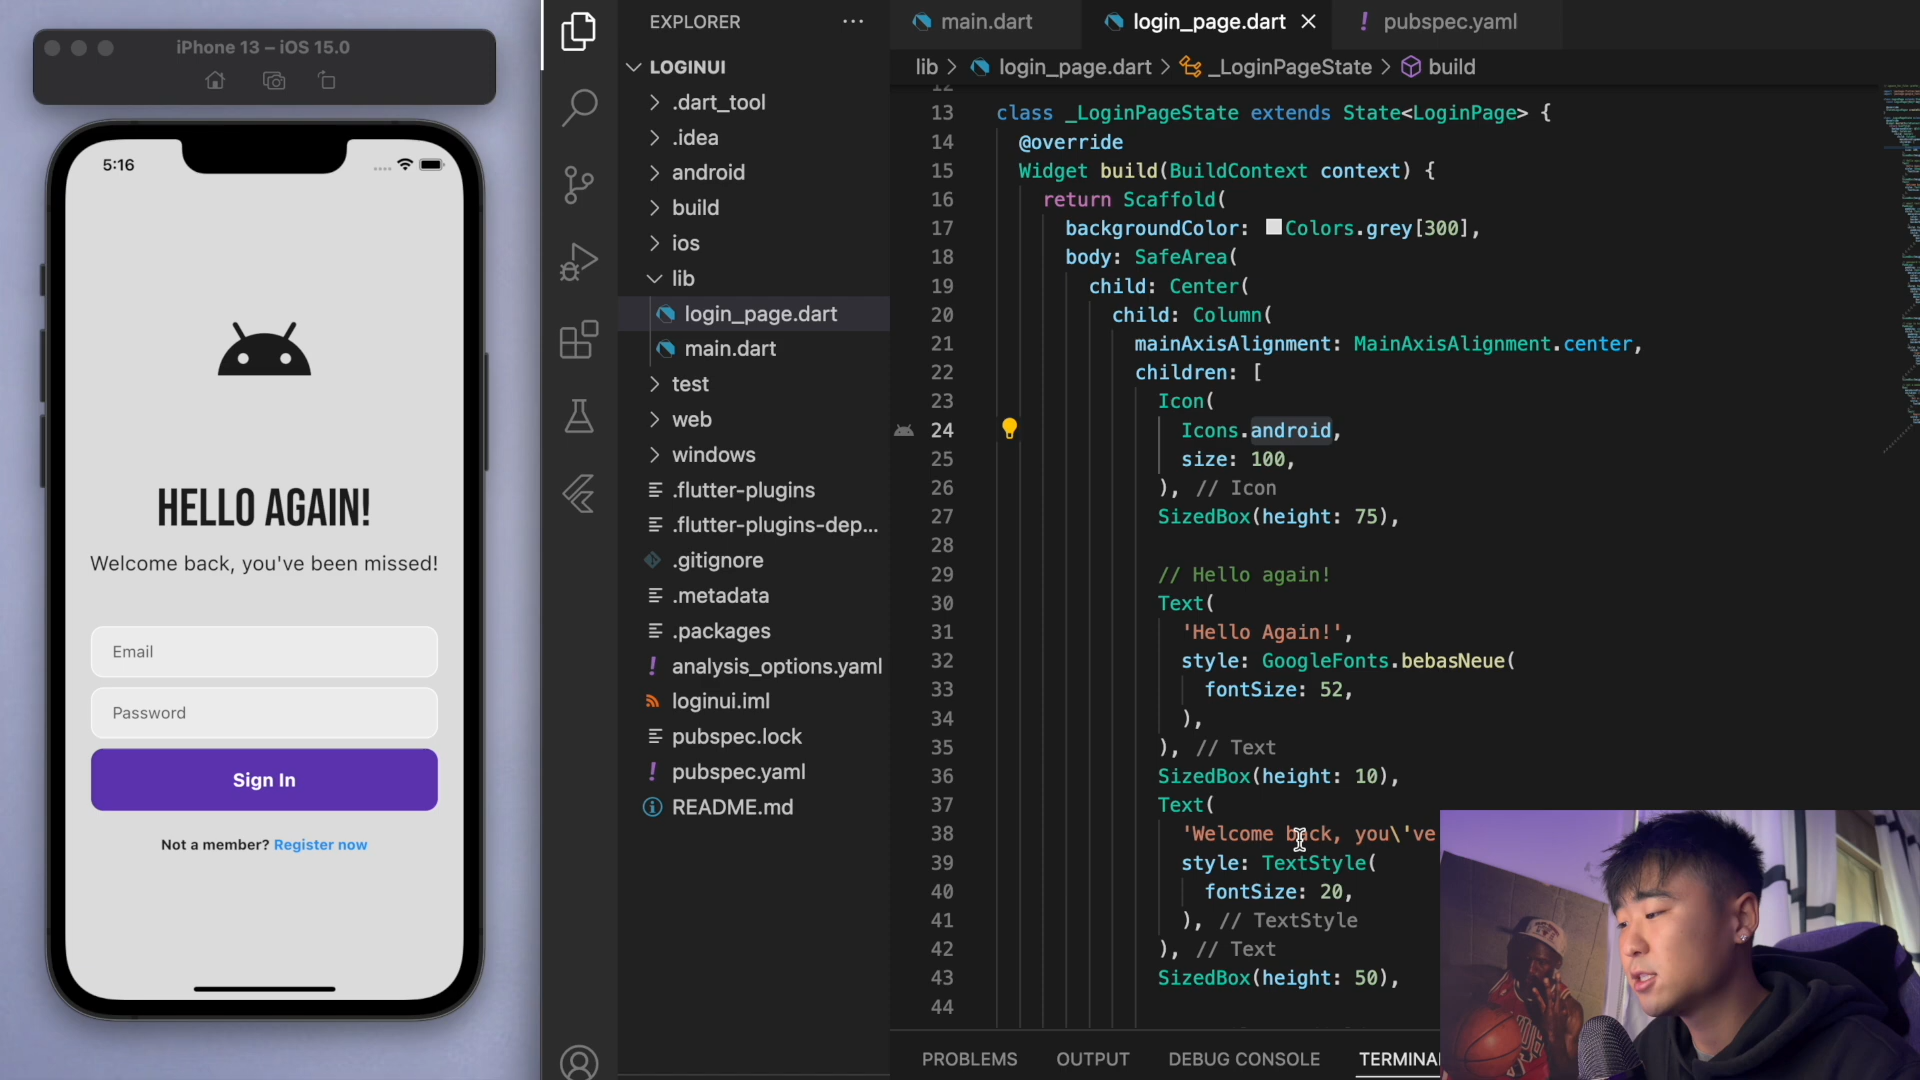 iPhone 13 – iOS 15.0
5:16
HELLO AGAIN!
Welcome back, you've been missed!
Email
Password
Sign In
Not a member? Register now
EXPLORER
LOGINUI
.dart_tool
.idea
android
build
ios
lib
login_page.dart
main.dart
test
web
windows
.flutter-plugins
.flutter-plugins-dep...
.gitignore
.metadata
.packages
! analysis_options.yaml
loginui.iml
pubspec.lock
! pubspec.yaml
README.md
main.dart
login_page.dart
! pubspec.yaml
lib > login_page.dart > _LoginPageState > build
12
13 class _LoginPageState extends State<LoginPage> {
14 @override
15 Widget build(BuildContext context) {
16 return Scaffold(
17 backgroundColor: Colors.grey[300],
18 body: SafeArea(
19 child: Center(
20 child: Column(
21 mainAxisAlignment: MainAxisAlignment.center,
22 children: [
23 Icon(
24 Icons.android,
25 size: 100,
26 ), // Icon
27 SizedBox(height: 75),
28
29 // Hello again!
30 Text(
31 'Hello Again!',
32 style: GoogleFonts.bebasNeue(
33 fontSize: 52,
34 ),
35 ), // Text
36 SizedBox(height: 10),
37 Text(
38 'Welcome back, you\'ve
39 style: TextStyle(
40 fontSize: 20,
41 ), // TextStyle
42 ), // Text
43 SizedBox(height: 50),
44
PROBLEMS OUTPUT DEBUG CONSOLE TERMINA